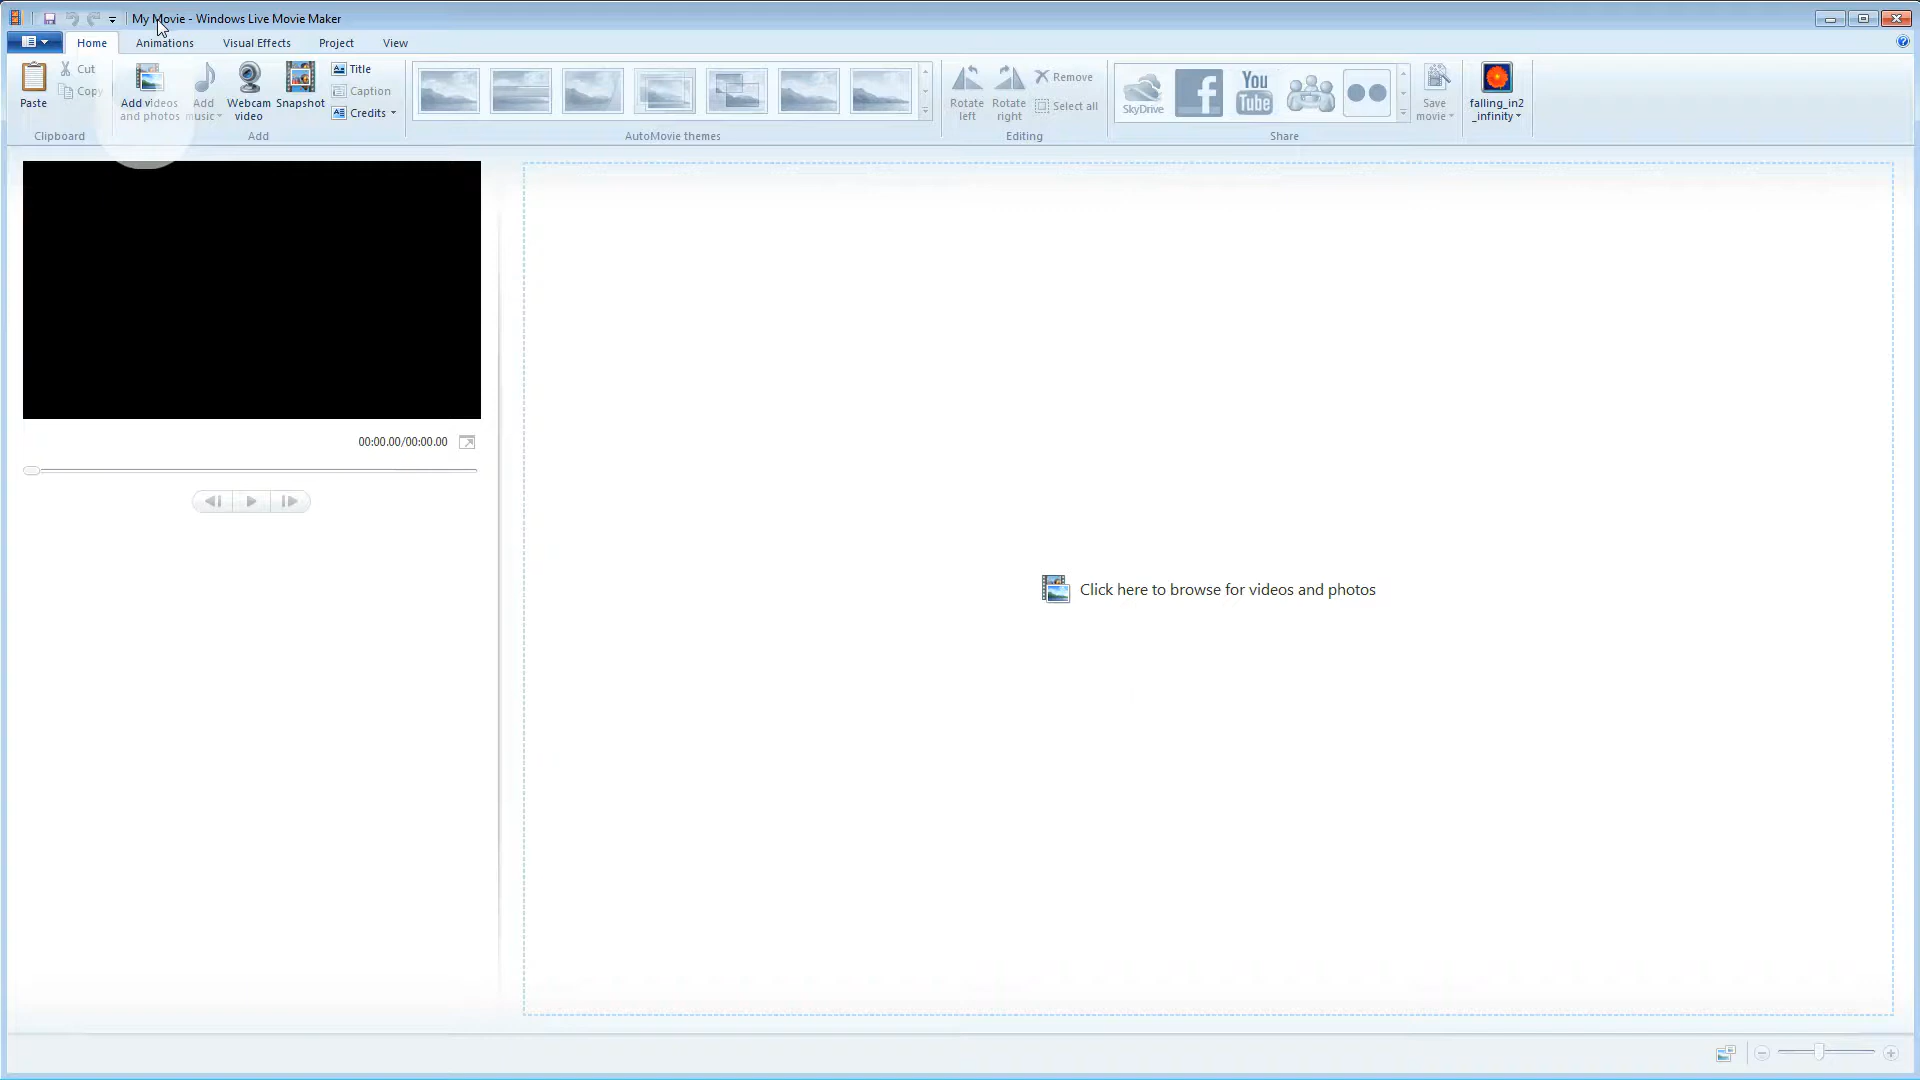 My Movie - Windows Live Movie Maker
Home Animations Visual Effects Project View
Paste
Cut
Copy
Clipboard
Add videos and photos
Add music
Webcam video
Snapshot
Title
Caption
Credits
Add
AutoMovie themes
Rotate left
Rotate right
Remove
Select all
Editing
SkyDrive
f
You Tube
Share
Save movie
falling_in2_infinity
00:00.00/00:00.00
Click here to browse for videos and photos